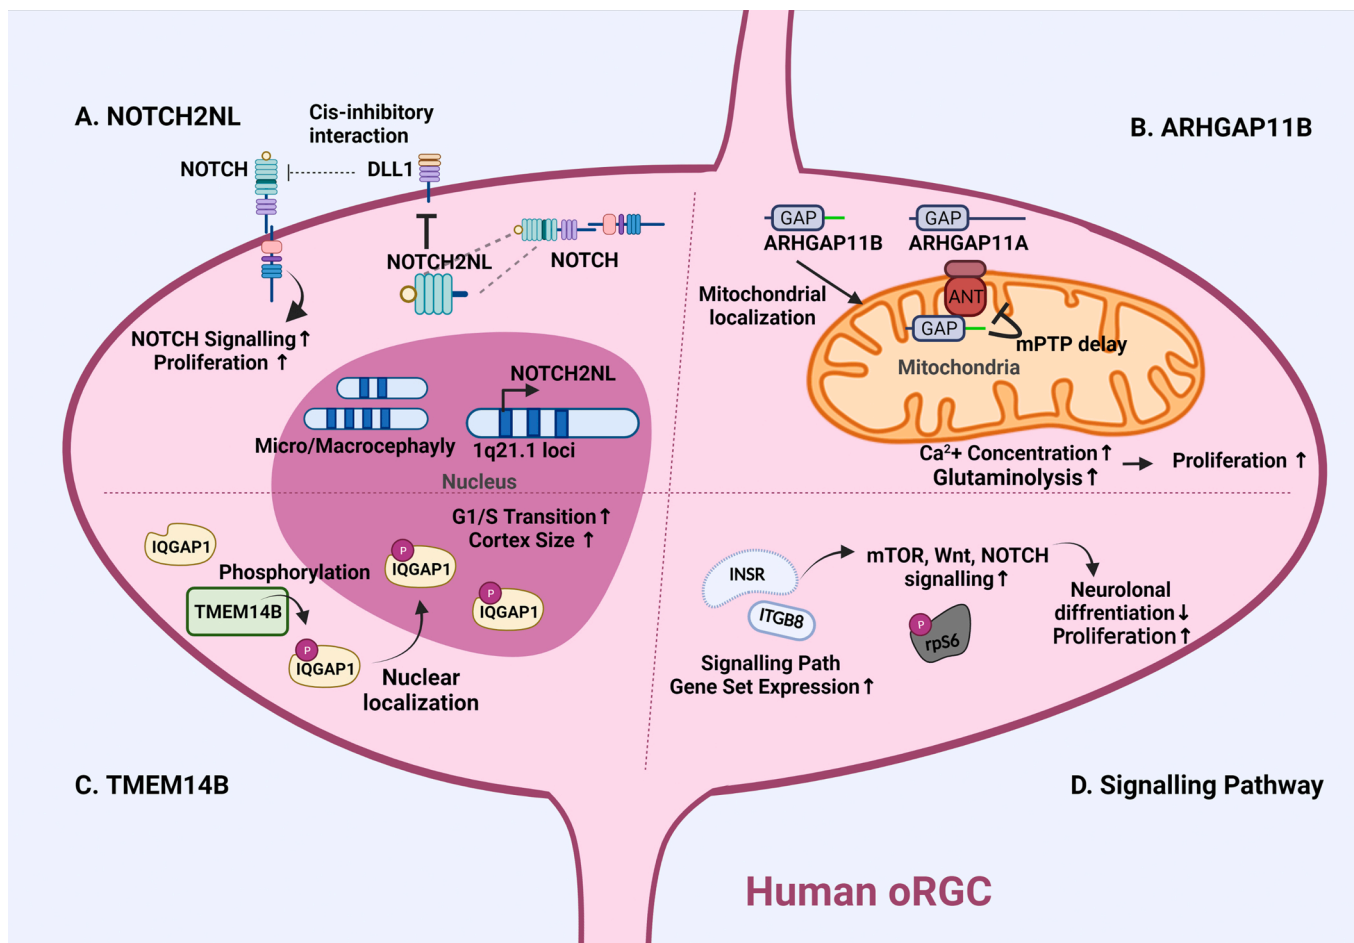 A. NOTCH2NL
Cis-inhibitory
interaction
NOTCH
DLL1
NOTCH2NL
NOTCH
NOTCH Signalling↑
Proliferation ↑
NOTCH2NL
Micro/Macrocephayly
1q21.1 loci
Nucleus
B. ARHGAP11B
GAP
ARHGAP11B
GAP
ARHGAP11A
Mitochondrial
localization
ANT
GAP
mPTP delay
Mitochondria
Ca²+ Concentration↑
Glutaminolysis↑
Proliferation ↑
G1/S Transition↑
Cortex Size ↑
IQGAP1
Phosphorylation
TMEM14B
P
IQGAP1
P
IQGAP1
P
IQGAP1
Nuclear
localization
C. TMEM14B
INSR
ITGB8
Signalling Path
Gene Set Expression↑
mTOR, Wnt, NOTCH
signalling↑
P
rpS6
Neurolonal
diffrentiation↓
Proliferation↑
D. Signalling Pathway
Human oRGC